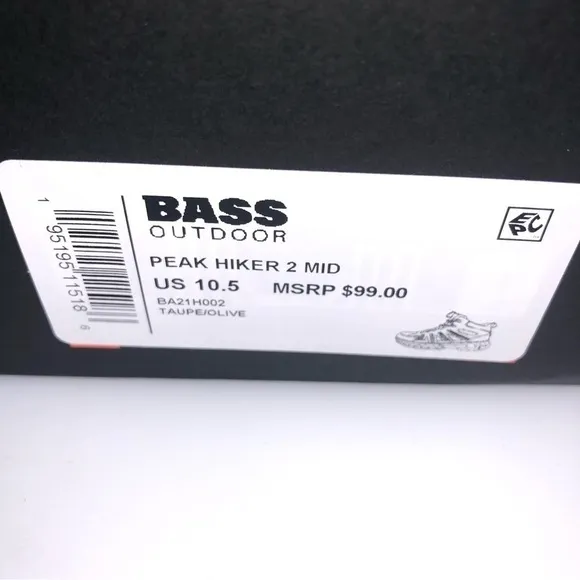 BASS
OUTDOOR
PEAK HIKER 2 MID
US 10.5 MSRP $99.00
BA21H002
TAUPE/OLIVE
EPC
1 95195 11518 6